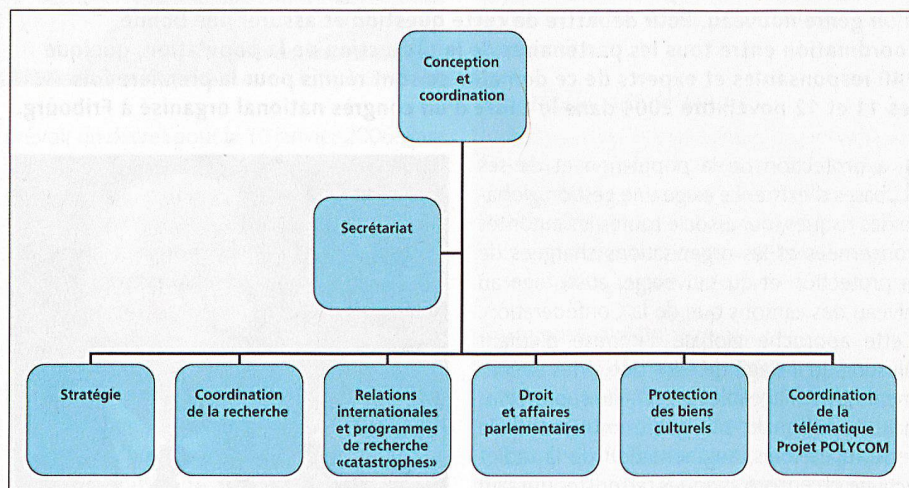 Conception
et
coordination
Secrétariat
Stratégie
Coordination
de la recherche
Relations
internationales
et programmes
de recherche
«catastrophes»
Droit
et affaires
parlementaires
Protection
des biens
culturels
Coordination
de la
télématique
Projet POLYCOM